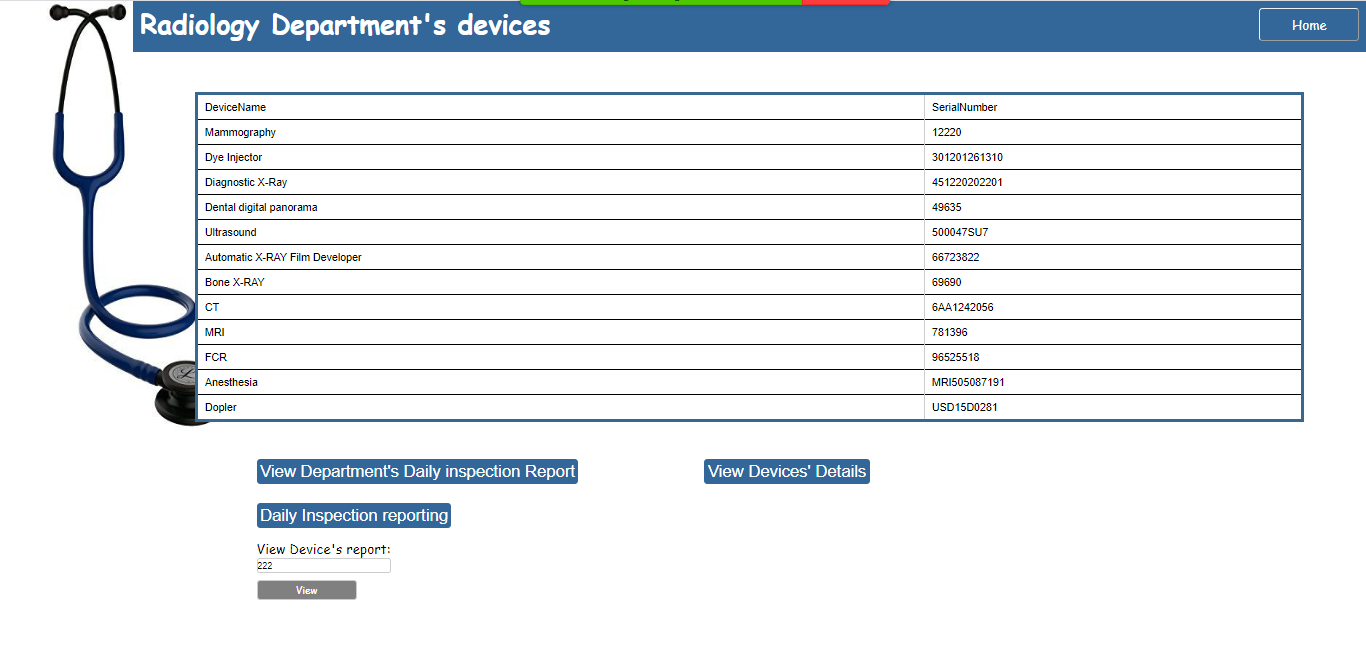 Radiology Department's devices
Home
DeviceName SerialNumber
Mammography 12220
Dye Injector 301201261310
Diagnostic X-Ray 451220202201
Dental digital panorama 49635
Ultrasound 500047SU7
Automatic X-RAY Film Developer 66723822
Bone X-RAY 69690
CT 6AA1242056
MRI 781396
FCR 96525518
Anesthesia MRI505087191
Dopler USD15D0281
View Department's Daily inspection Report View Devices' Details
Daily Inspection reporting
View Device's report:
222
View